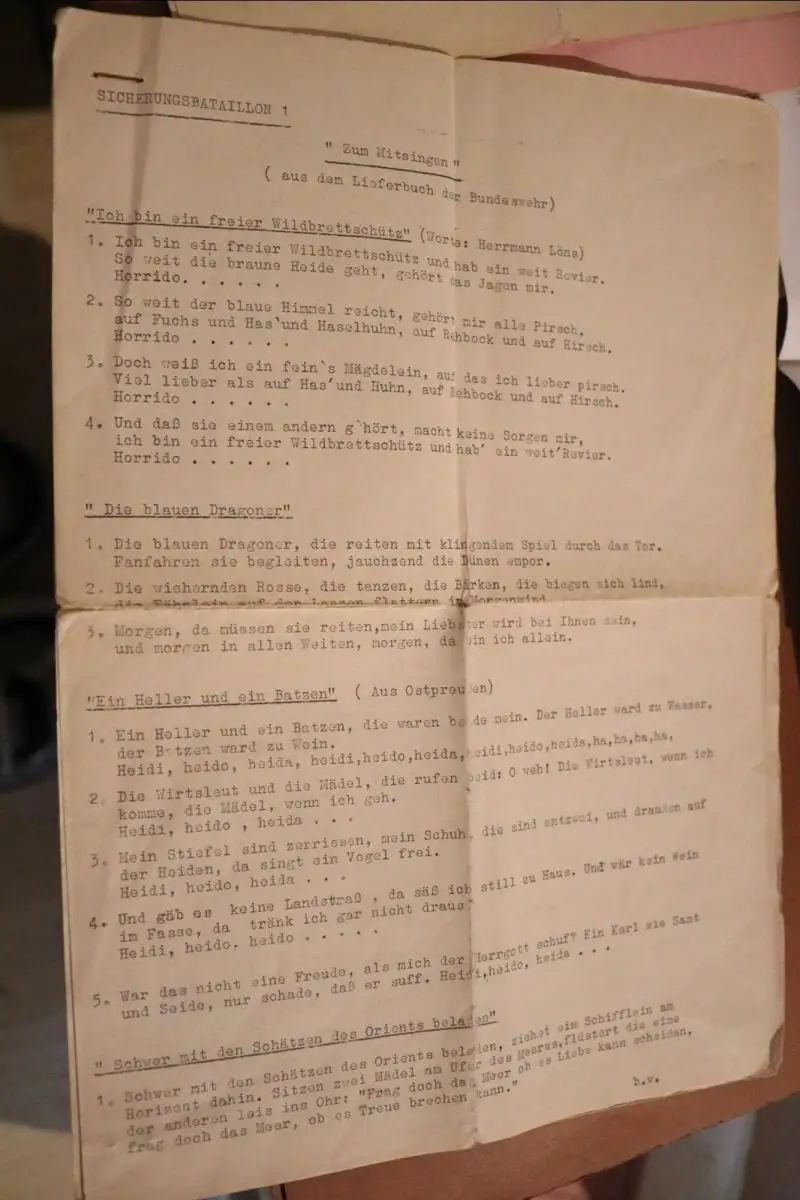 SICHERUNGSBATAILLON 1
" Zum Mitsingen "
( aus dem Lieferbuch der Bundeswehr)
"Ich bin ein freier Wildbrettschütz" (Worte: Herrmann Löns)
1. Ich bin ein freier Wildbrettschütz und hab ein weit Revier.
So weit die braune Heide geht, gehört das Jagen mir.
Horrido. . . . . .
2. So weit der blaue Himmel reicht, gehört mir alle Pirsch,
auf Fuchs und Has'und Haselhuhn, auf Rehbock und auf Hirsch.
Horrido . . . . . .
3. Doch weiß ich ein fein`s Mägdelein, auf das ich lieber pirsch.
Viel lieber als auf Has'und Huhn, auf Rehbock und auf Hirsch.
Horrido . . . . . .
4. Und daß sie einem andern g`hört, macht keine Sorgen mir,
ich bin ein freier Wildbrettschütz und hab' ein weit'Revier.
Horrido . . . . . .
" Die blauen Dragoner"
1. Die blauen Dragoner, die reiten mit klingendem Spiel durch das Tor.
Fanfahren sie begleiten, jauchzend die Dünen empor.
2. Die wiehernden Rosse, die tanzen, die Birken, die biegen sich lind,
die Fähnlein auf den Lanzen flattern im Morgenwind.
3. Morgen, da müssen sie reiten,mein Liebster wird bei Ihnen sein,
und morgen in allen Weiten, morgen, da bin ich allein.
"Ein Heller und ein Batzen" ( Aus Ostpreußen)
1. Ein Heller und ein Batzen, die waren beide mein. Der Heller ward zu Wasser,
der Batzen ward zu Wein.
Heidi, heido, heida, heidi,heido,heida, heidi,heido,heida,ha,ha,ha,ha,
2. Die Wirtsleut und die Mädel, die rufen beid: O weh! Die Wirtsleut, wenn ich
komme, die Mädel, wenn ich geh.
Heidi, heido , heida . . .
3. Mein Stiefel sind zerrissen, mein Schuh, die sind entzwei, und draußen auf
der Heiden, da singt ein Vogel frei.
Heidi, heido, heida . . .
4. Und gäb es keine Landstraß , da säß ich still zu Haus. Und wär kein Wein
im Fasse, da tränk ich gar nicht draus.
Heidi, heido. heido . . . . .
5. War das nicht eine Freude, als mich der Herrgott schuf? Ein Karl wie Samt
und Seide, nur schade, daß er suff. Heidi,heido, heida . . .
" Schwer mit den Schätzen des Orients beladen"
1. Schwer mit den Schätzen des Orients beladen, ziehet ein Schifflein am
Horizont dahin. Sitzen zwei Mädel am Ufer des Meeres,flüstert die eine
der anderen leis ins Ohr: "Frag doch das Meer ob es Liebe kann scheiden,
frag doch das Meer, ob es Treue brechen kann."
b.w.